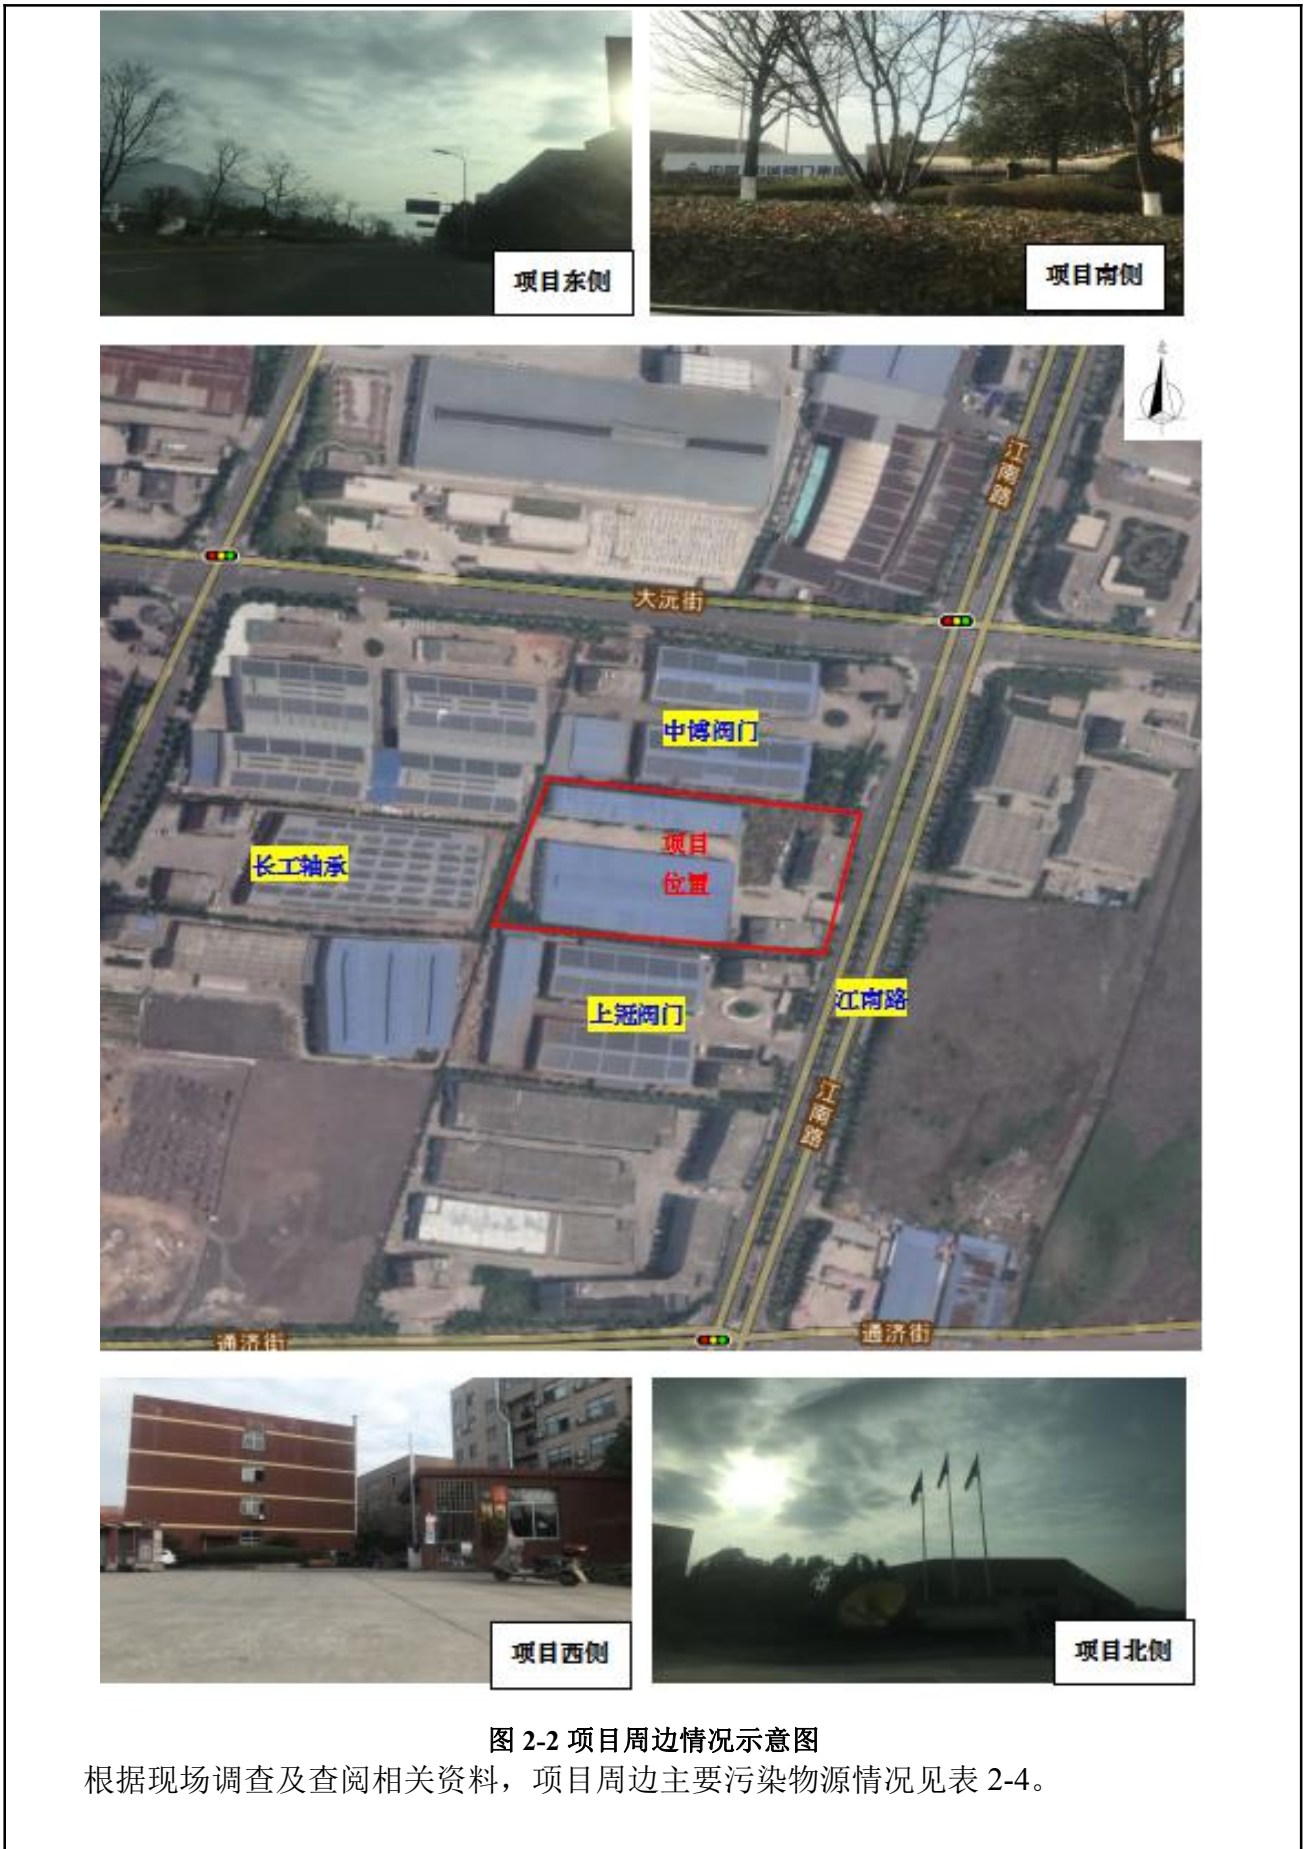 项目东侧
项目南侧
北
江南路
大沅街
中博阀门
项目
位置
长工轴承
上冠阀门
江南路
江南路
通济街
通济街
项目西侧
项目北侧
图 2-2 项目周边情况示意图
根据现场调查及查阅相关资料，项目周边主要污染物源情况见表 2-4。